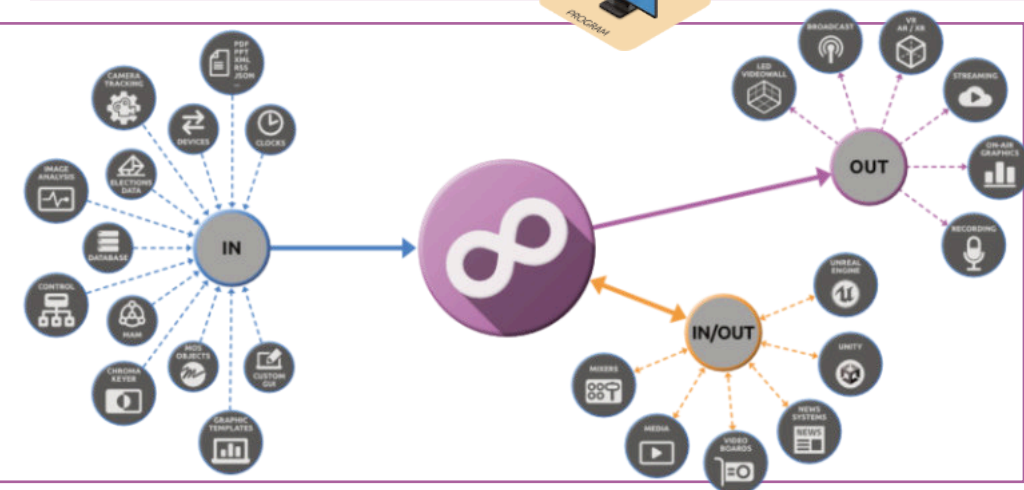 PROGRAM
PDF
PPT
XML
RSS
JSON
...
CAMERA
TRACKING
DEVICES
CLOCKS
IMAGE
ANALYSIS
ELECTIONS
DATA
DATABASE
CONTROL
MAM
CHROMA
KEYER
MOS
OBJECTS
CUSTOM
GUI
GRAPHIC
TEMPLATES
IN
OUT
LED
VIDEOWALL
BROADCAST
VR
AR / XR
STREAMING
ON-AIR
GRAPHICS
RECORDING
IN/OUT
UNREAL
ENGINE
UNITY
NEWS
SYSTEMS
NEWS
VIDEO
BOARDS
MEDIA
MIXERS